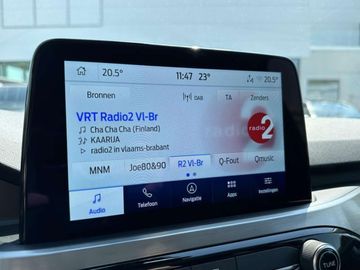 20.5° 11:47 23° 20.5°
Bronnen DAB TA Zenders
VRT Radio2 Vl-Br
Cha Cha Cha (Finland)
KAARIJA
radio2 in vlaams-brabant
radio 2
MNM Joe80&90 R2 Vl-Br Q-Fout Qmusic
Audio Telefoon Navigatie Apps Instellingen
TUNE